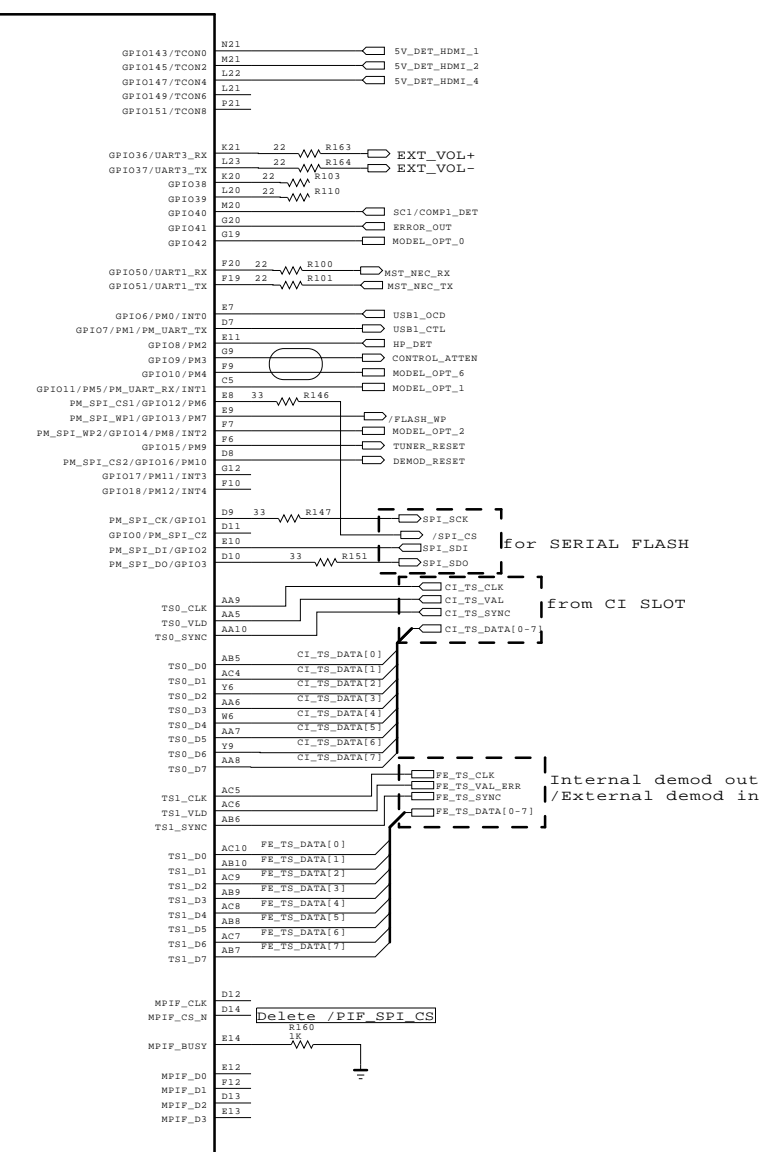 GPIO143/TCON0 N21 5V_DET_HDMI_1
GPIO145/TCON2 M21 5V_DET_HDMI_2
GPIO147/TCON4 L22 5V_DET_HDMI_4
GPIO149/TCON6 L21
GPIO151/TCON8 P21
GPIO36/UART3_RX K21 22 R163 EXT_VOL+
GPIO37/UART3_TX L23 22 R164 EXT_VOL-
GPIO38 K20 22 R103
GPIO39 L20 22 R110
GPIO40 M20 SC1/COMP1_DET
GPIO41 G20 ERROR_OUT
GPIO42 G19 MODEL_OPT_0
GPIO50/UART1_RX F20 22 R100 MST_NEC_RX
GPIO51/UART1_TX F19 22 R101 MST_NEC_TX
GPIO6/PM0/INT0 E7 USB1_OCD
GPIO7/PM1/PM_UART_TX D7 USB1_CTL
GPIO8/PM2 E11 HP_DET
GPIO9/PM3 G9 CONTROL_ATTEN
GPIO10/PM4 F9 MODEL_OPT_6
GPIO11/PM5/PM_UART_RX/INT1 C5 MODEL_OPT_1
PM_SPI_CS1/GPIO12/PM6 E8 33 R146
PM_SPI_WP1/GPIO13/PM7 E9 /FLASH_WP
PM_SPI_WP2/GPIO14/PM8/INT2 F7 MODEL_OPT_2
GPIO15/PM9 F6 TUNER_RESET
PM_SPI_CS2/GPIO16/PM10 D8 DEMOD_RESET
GPIO17/PM11/INT3 G12
GPIO18/PM12/INT4 F10
PM_SPI_CK/GPIO1 D9 33 R147 SPI_SCK
GPIO0/PM_SPI_CZ D11 /SPI_CS
for SERIAL FLASH
PM_SPI_DI/GPIO2 E10 SPI_SDI
PM_SPI_DO/GPIO3 D10 33 R151 SPI_SDO
CI_TS_CLK
TS0_CLK AA9 CI_TS_VAL
from CI SLOT
TS0_VLD AA5 CI_TS_SYNC
TS0_SYNC AA10 CI_TS_DATA[0-7]
TS0_D0 AB5 CI_TS_DATA[0]
TS0_D1 AC4 CI_TS_DATA[1]
TS0_D2 Y6 CI_TS_DATA[2]
TS0_D3 AA6 CI_TS_DATA[3]
TS0_D4 W6 CI_TS_DATA[4]
TS0_D5 AA7 CI_TS_DATA[5]
TS0_D6 Y9 CI_TS_DATA[6]
TS0_D7 AA8 CI_TS_DATA[7]
FE_TS_CLK
Internal demod out
FE_TS_VAL_ERR
TS1_CLK AC5 FE_TS_SYNC
/External demod in
TS1_VLD AC6 FE_TS_DATA[0-7]
TS1_SYNC AB6
TS1_D0 AC10 FE_TS_DATA[0]
TS1_D1 AB10 FE_TS_DATA[1]
TS1_D2 AC9 FE_TS_DATA[2]
TS1_D3 AB9 FE_TS_DATA[3]
TS1_D4 AC8 FE_TS_DATA[4]
TS1_D5 AB8 FE_TS_DATA[5]
TS1_D6 AC7 FE_TS_DATA[6]
TS1_D7 AB7 FE_TS_DATA[7]
MPIF_CLK D12
MPIF_CS_N D14 Delete /PIF_SPI_CS
R160
MPIF_BUSY E14 1K
MPIF_D0 E12
MPIF_D1 F12
MPIF_D2 D13
MPIF_D3 E13